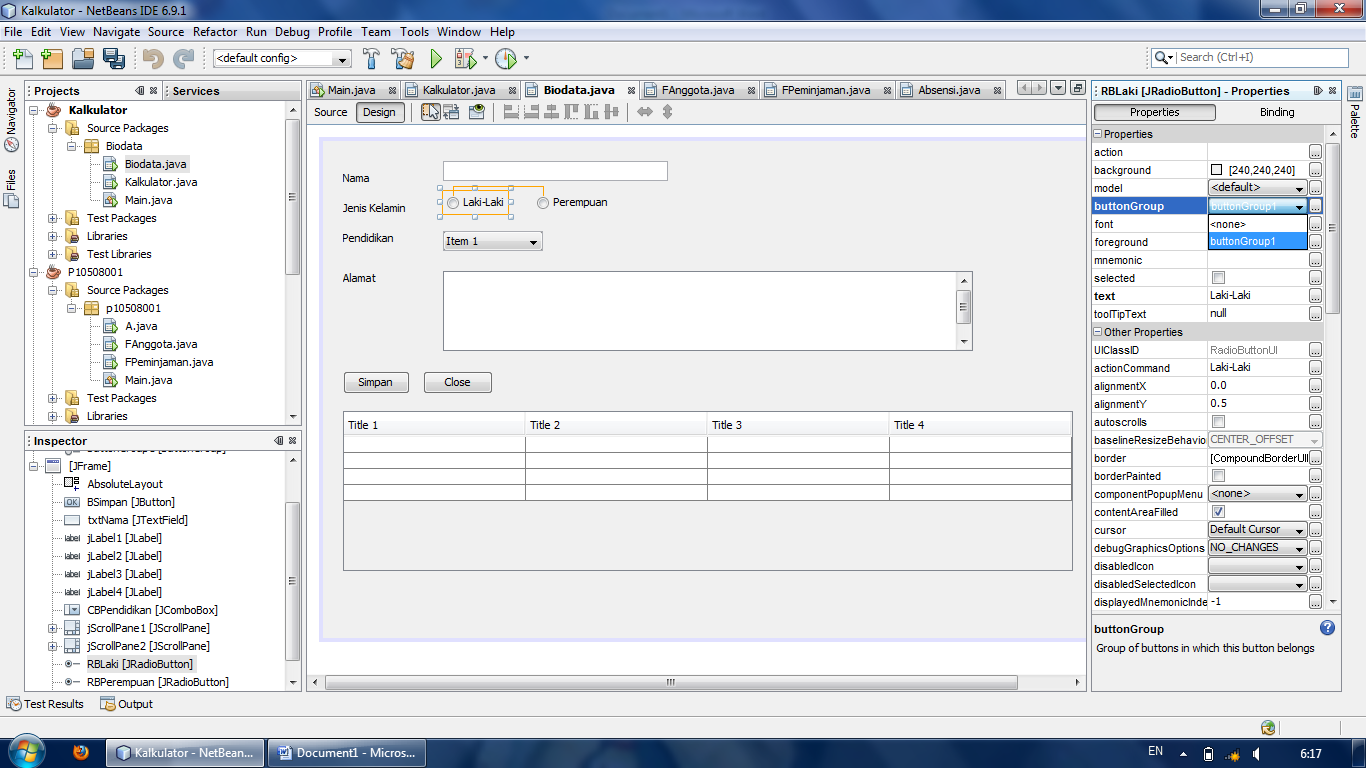 Kalkulator - NetBeans IDE 6.9.1
File Edit View Navigate Source Refactor Run Debug Profile Team Tools Window Help
<default config>
Search (Ctrl+I)
Navigator
Files
Projects
Services
Kalkulator
Source Packages
Biodata
Biodata.java
Kalkulator.java
Main.java
Test Packages
Libraries
Test Libraries
P10508001
Source Packages
p10508001
A.java
FAnggota.java
FPeminjaman.java
Main.java
Test Packages
Libraries
Inspector
[JFrame]
AbsoluteLayout
BSimpan [JButton]
txtNama [JTextField]
jLabel1 [JLabel]
jLabel2 [JLabel]
jLabel3 [JLabel]
jLabel4 [JLabel]
CBPendidikan [JComboBox]
jScrollPane1 [JScrollPane]
jScrollPane2 [JScrollPane]
RBLaki [JRadioButton]
RBPerempuan [JRadioButton]
Main.java Kalkulator.java Biodata.java FAnggota.java FPeminjaman.java Absensi.java
Source Design
Nama
Jenis Kelamin Laki-Laki Perempuan
Pendidikan Item 1
Alamat
Simpan Close
Title 1 Title 2 Title 3 Title 4
RBLaki [JRadioButton] - Properties
Properties Binding
Properties
action
background [240,240,240]
model <default>
buttonGroup buttonGroup1
font <none>
foreground buttonGroup1
mnemonic
selected
text Laki-Laki
toolTipText null
Other Properties
UIClassID RadioButtonUI
actionCommand Laki-Laki
alignmentX 0.0
alignmentY 0.5
autoscrolls
baselineResizeBehavio CENTER_OFFSET
border [CompoundBorderUI
borderPainted
componentPopupMenu <none>
contentAreaFilled
cursor Default Cursor
debugGraphicsOptions NO_CHANGES
disabledIcon
disabledSelectedIcon
displayedMnemonicInde -1
buttonGroup
Group of buttons in which this button belongs
Palette
Test Results Output
Kalkulator - NetBean... Document1 - Micros...
EN
6:17